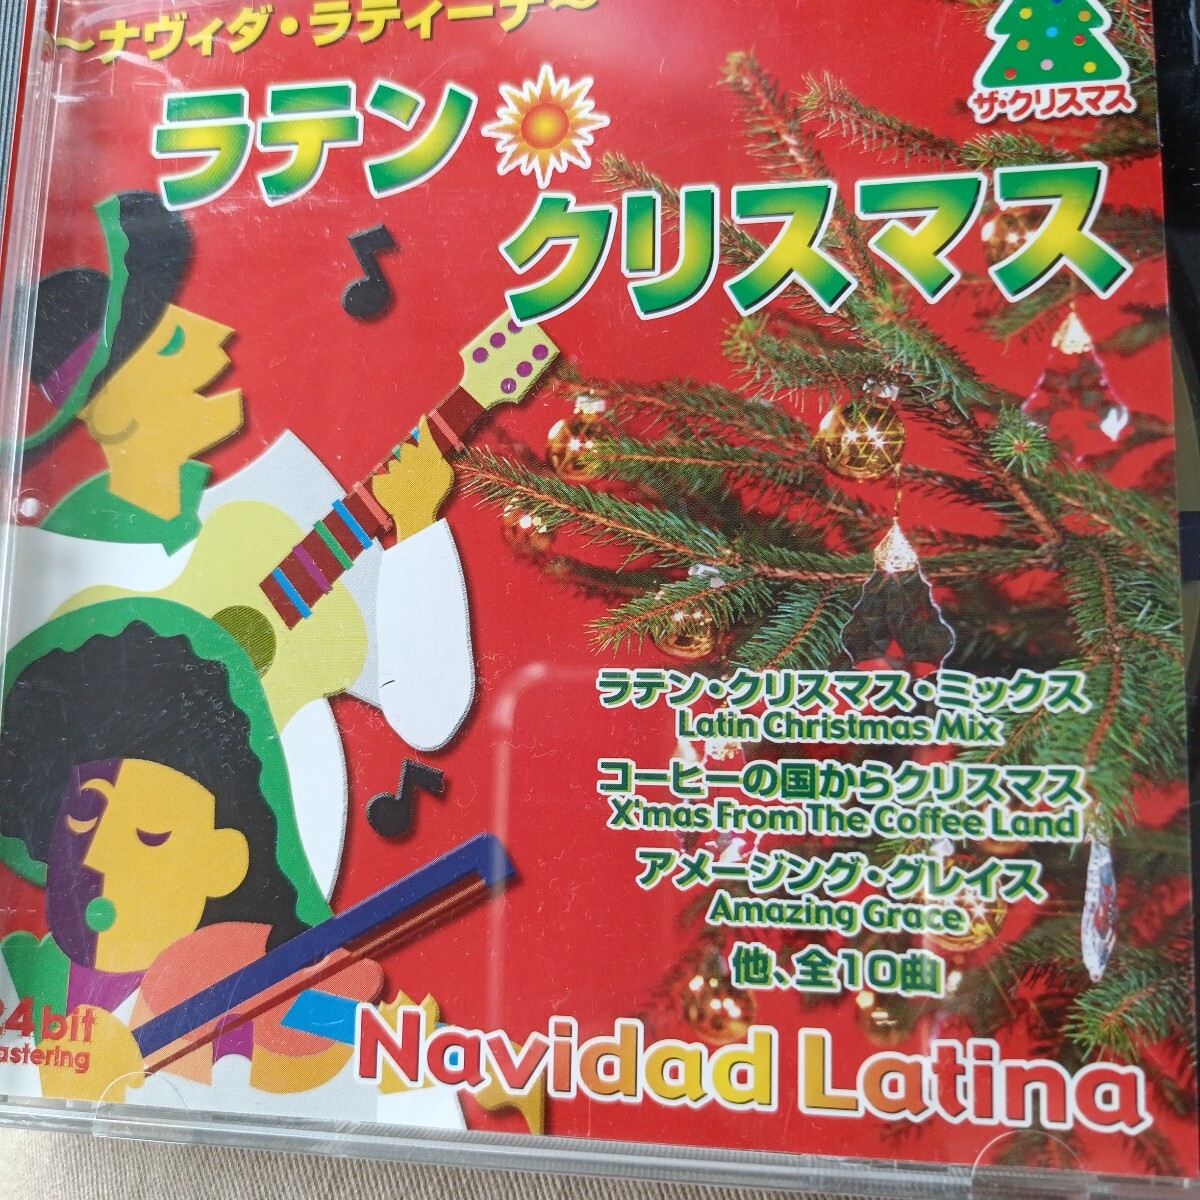 ~ナヴィダ・ラティーナ~
ラテン
クリスマス
ザ・クリスマス
ラテン・クリスマス・ミックス
Latin Christmas Mix
コーヒーの国からクリスマス
X'mas From The Coffee Land
アメージング・グレイス
Amazing Grace
他、全10曲
24bit
astering
Navidad Latina